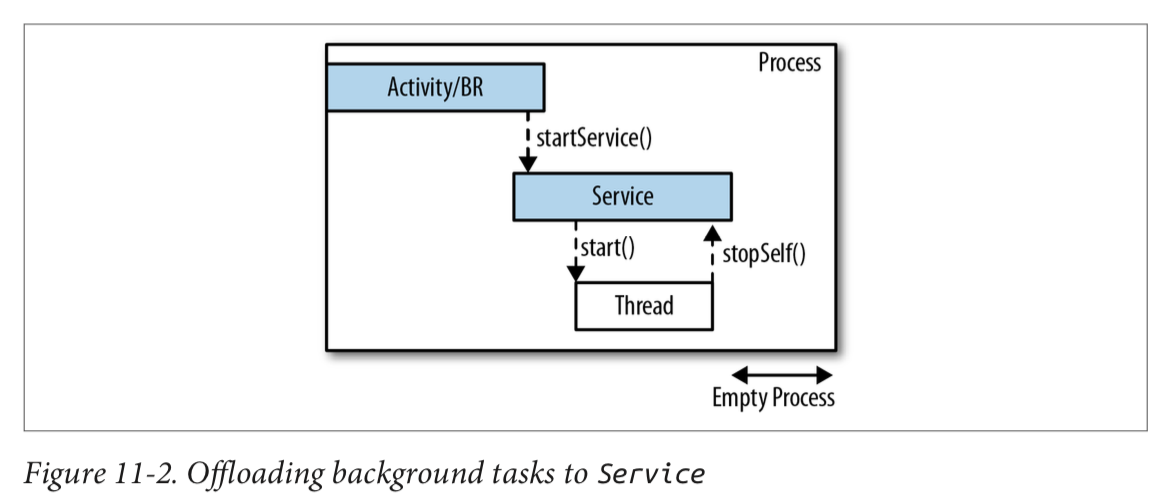 Process
Activity/BR
startService()
Service
start()
stopSelf()
Thread
Empty Process
Figure 11-2. Offloading background tasks to Service